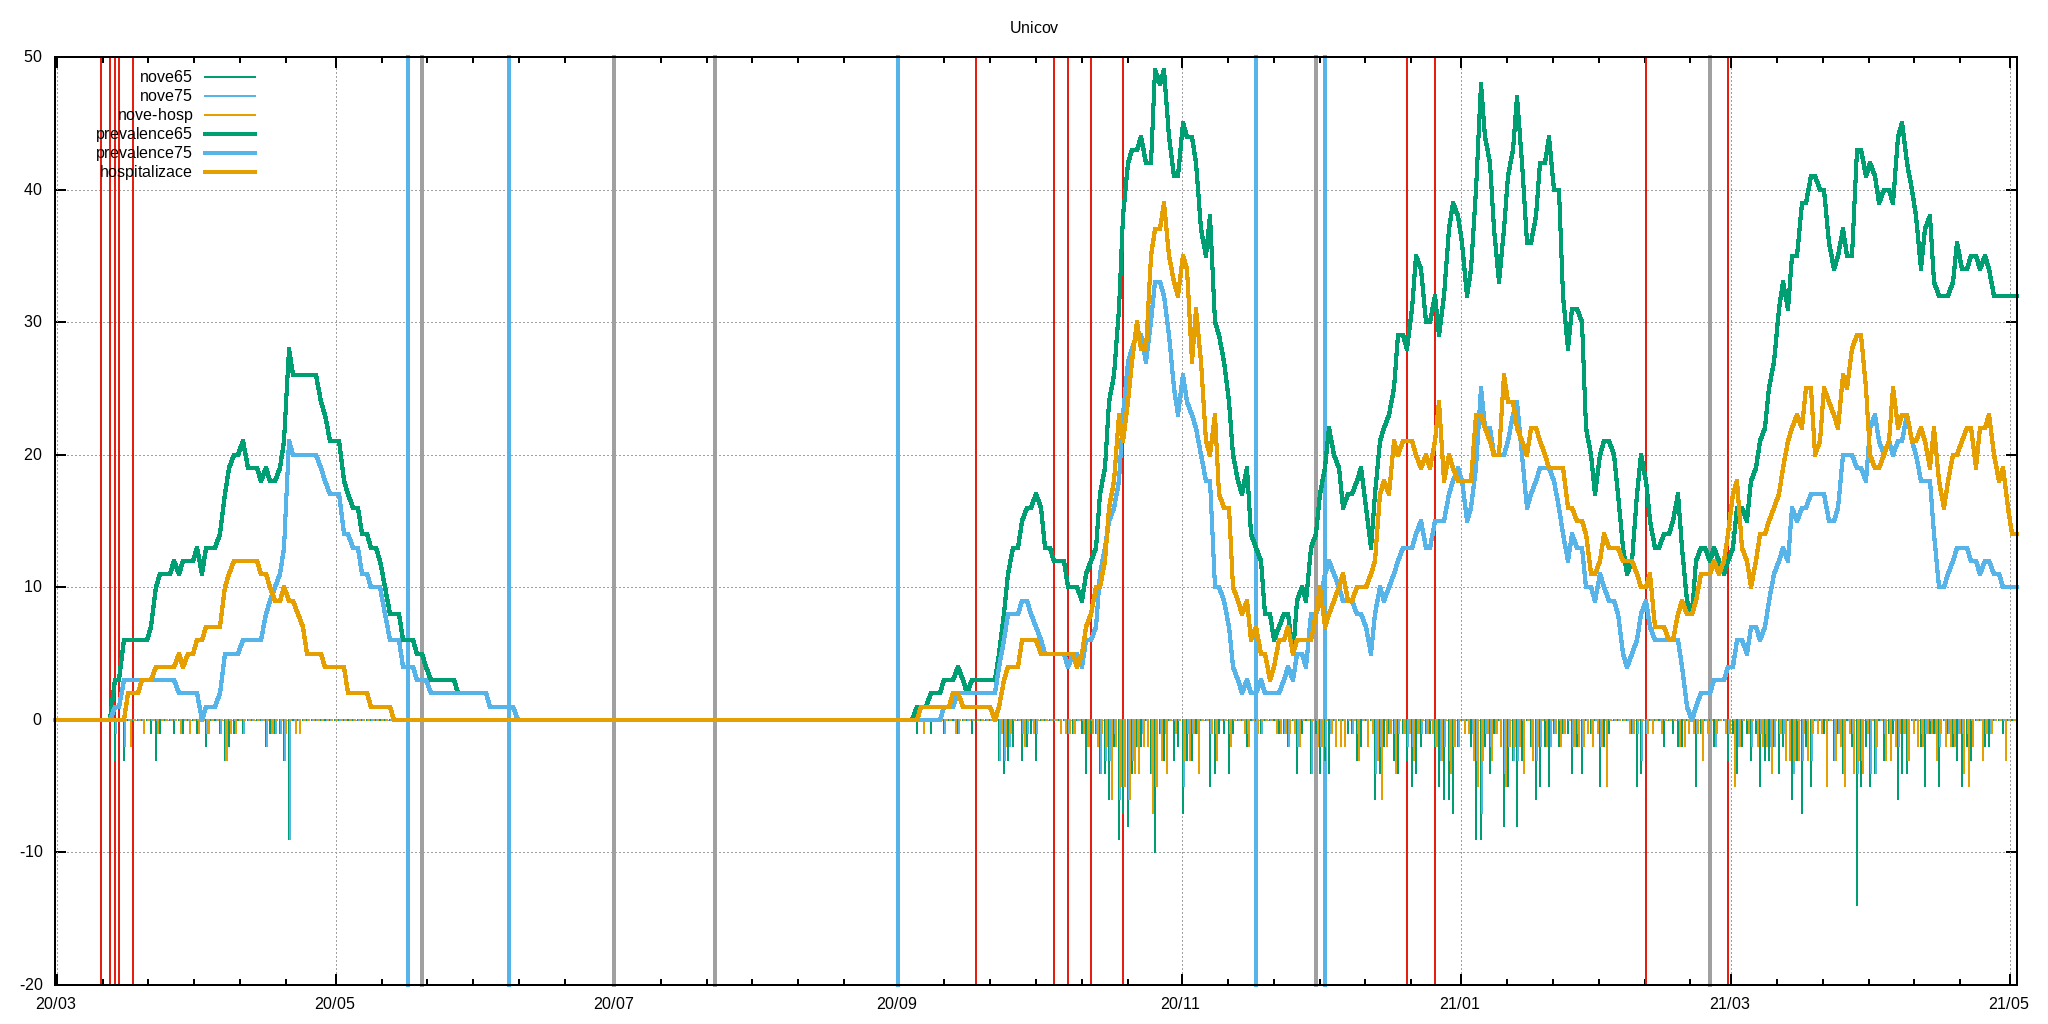 Unicov
50
40
30
20
10
0
-10
-20
nove65
nove75
nove-hosp
prevalence65
prevalence75
hospitalizace
20/03 20/05 20/07 20/09 20/11 21/01 21/03 21/05